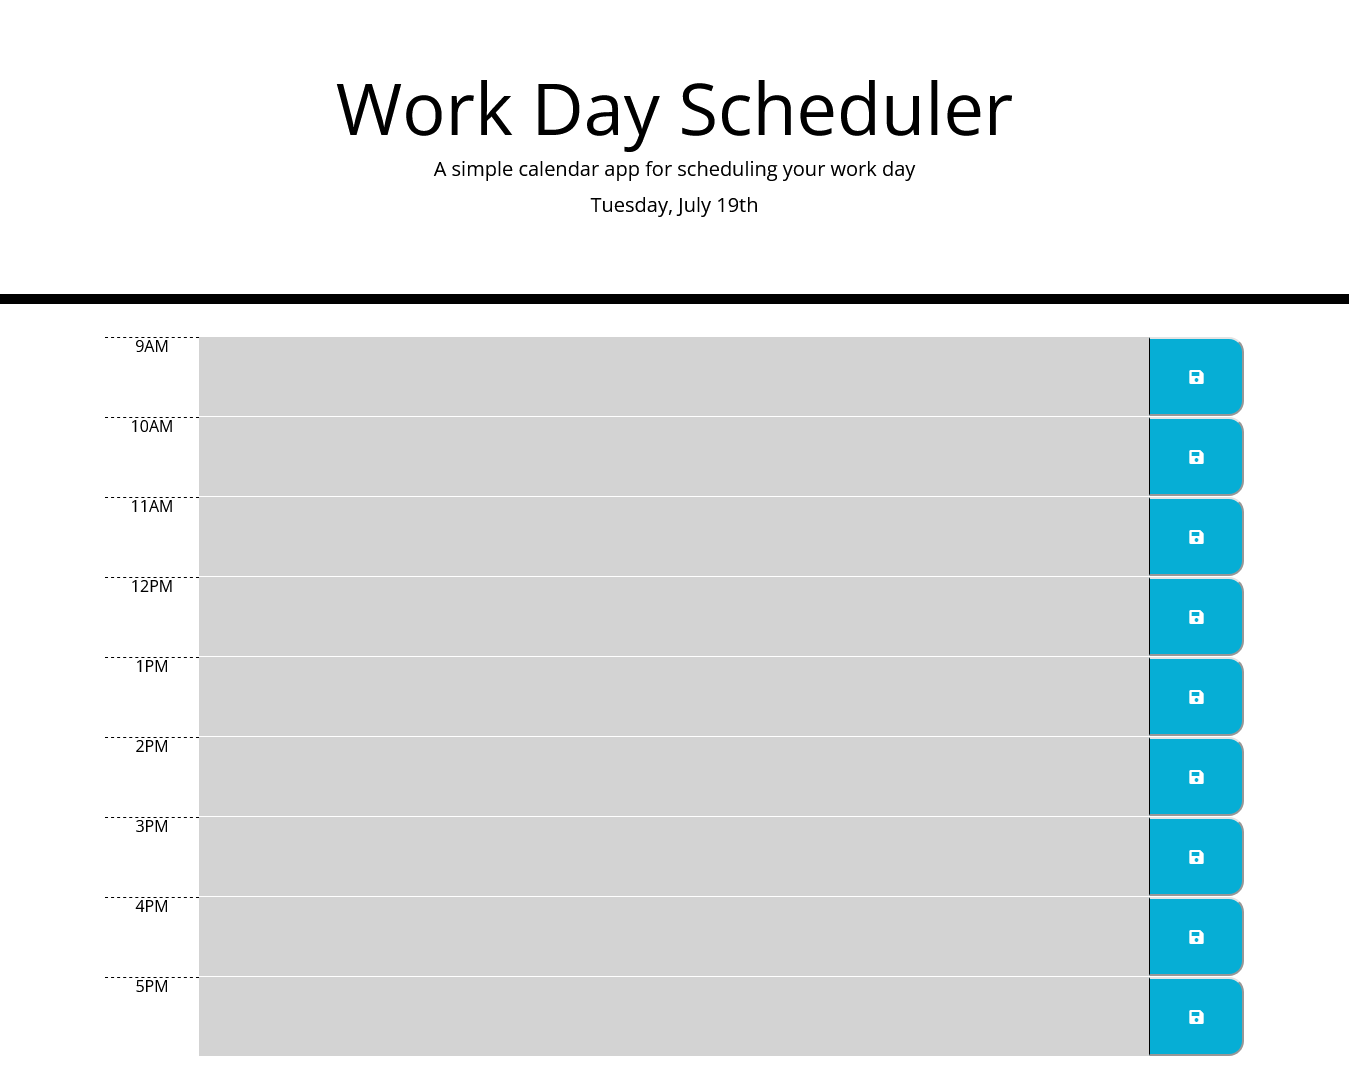 Work Day Scheduler
A simple calendar app for scheduling your work day
Tuesday, July 19th
9AM
10AM
11AM
12PM
1PM
2PM
3PM
4PM
5PM